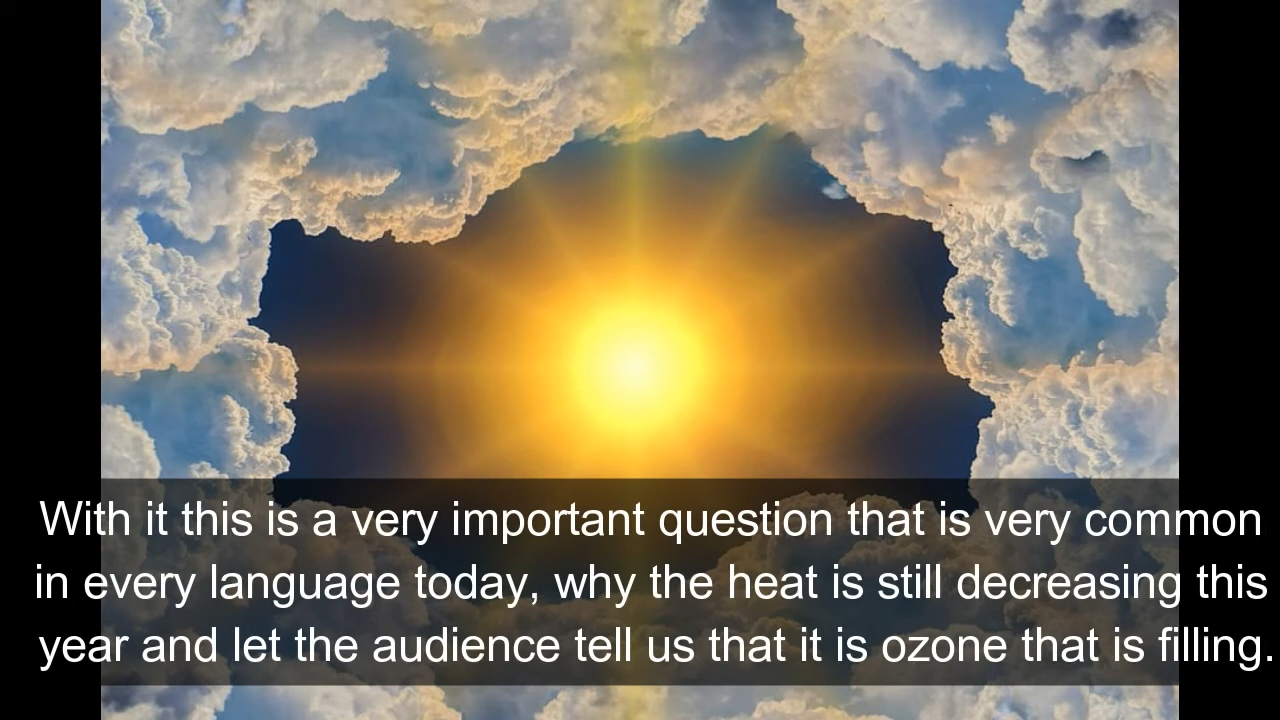 With it this is a very important question that is very common
in every language today, why the heat is still decreasing this
year and let the audience tell us that it is ozone that is filling.